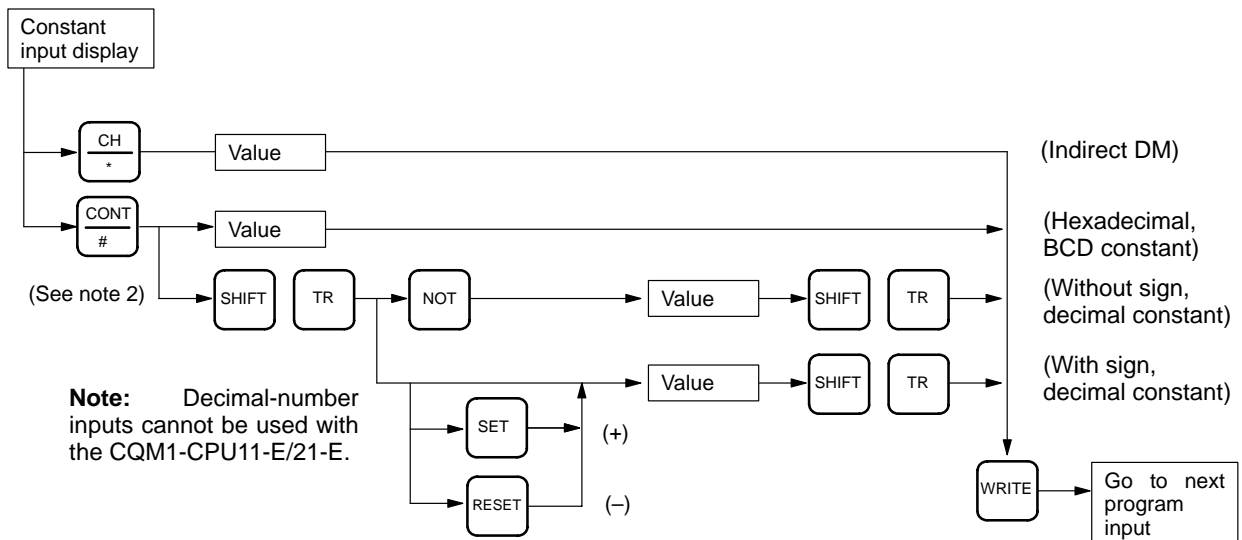 Constant
input display
CH
*
Value
(Indirect DM)
CONT
#
Value
(Hexadecimal,
BCD constant)
(See note 2)
SHIFT
TR
NOT
Value
SHIFT
TR
(Without sign,
decimal constant)
Value
SHIFT
TR
(With sign,
decimal constant)
Note: Decimal-number
inputs cannot be used with
the CQM1-CPU11-E/21-E.
SET
(+)
RESET
(–)
WRITE
Go to next
program
input